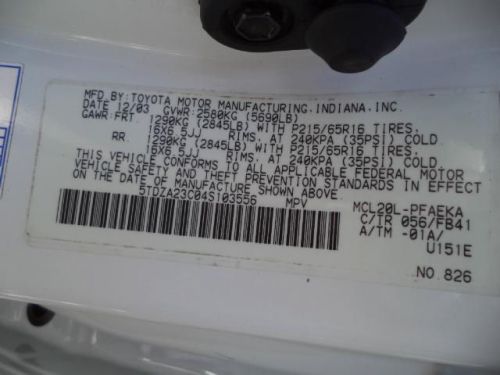 MFD.BY:TOYOTA MOTOR MANUFACTURING.INDIANA.INC.
DATE 12/03 GVWR:2580KG (5690LB)
GAWR:FRT. 1290KG (2845LB) WITH P215/65R16 TIRES,
16X6.5JJ RIMS, AT 240KPA (35PSI) COLD
RR. 1290KG (2845LB) WITH P215/65R16 TIRES,
16X6.5JJ RIMS, AT 240KPA (35PSI) COLD
THIS VEHICLE CONFORMS TO ALL APPLICABLE FEDERAL MOTOR
VEHICLE SAFETY AND THEFT PREVENTION STANDARDS IN EFFECT
ON THE DATE OF MANUFACTURE SHOWN ABOVE
5TDZA23C04S103556 MPV
MCL20L-PFAEKA
C/TR 056/FB41
A/TM -01A/
U151E
NO.826